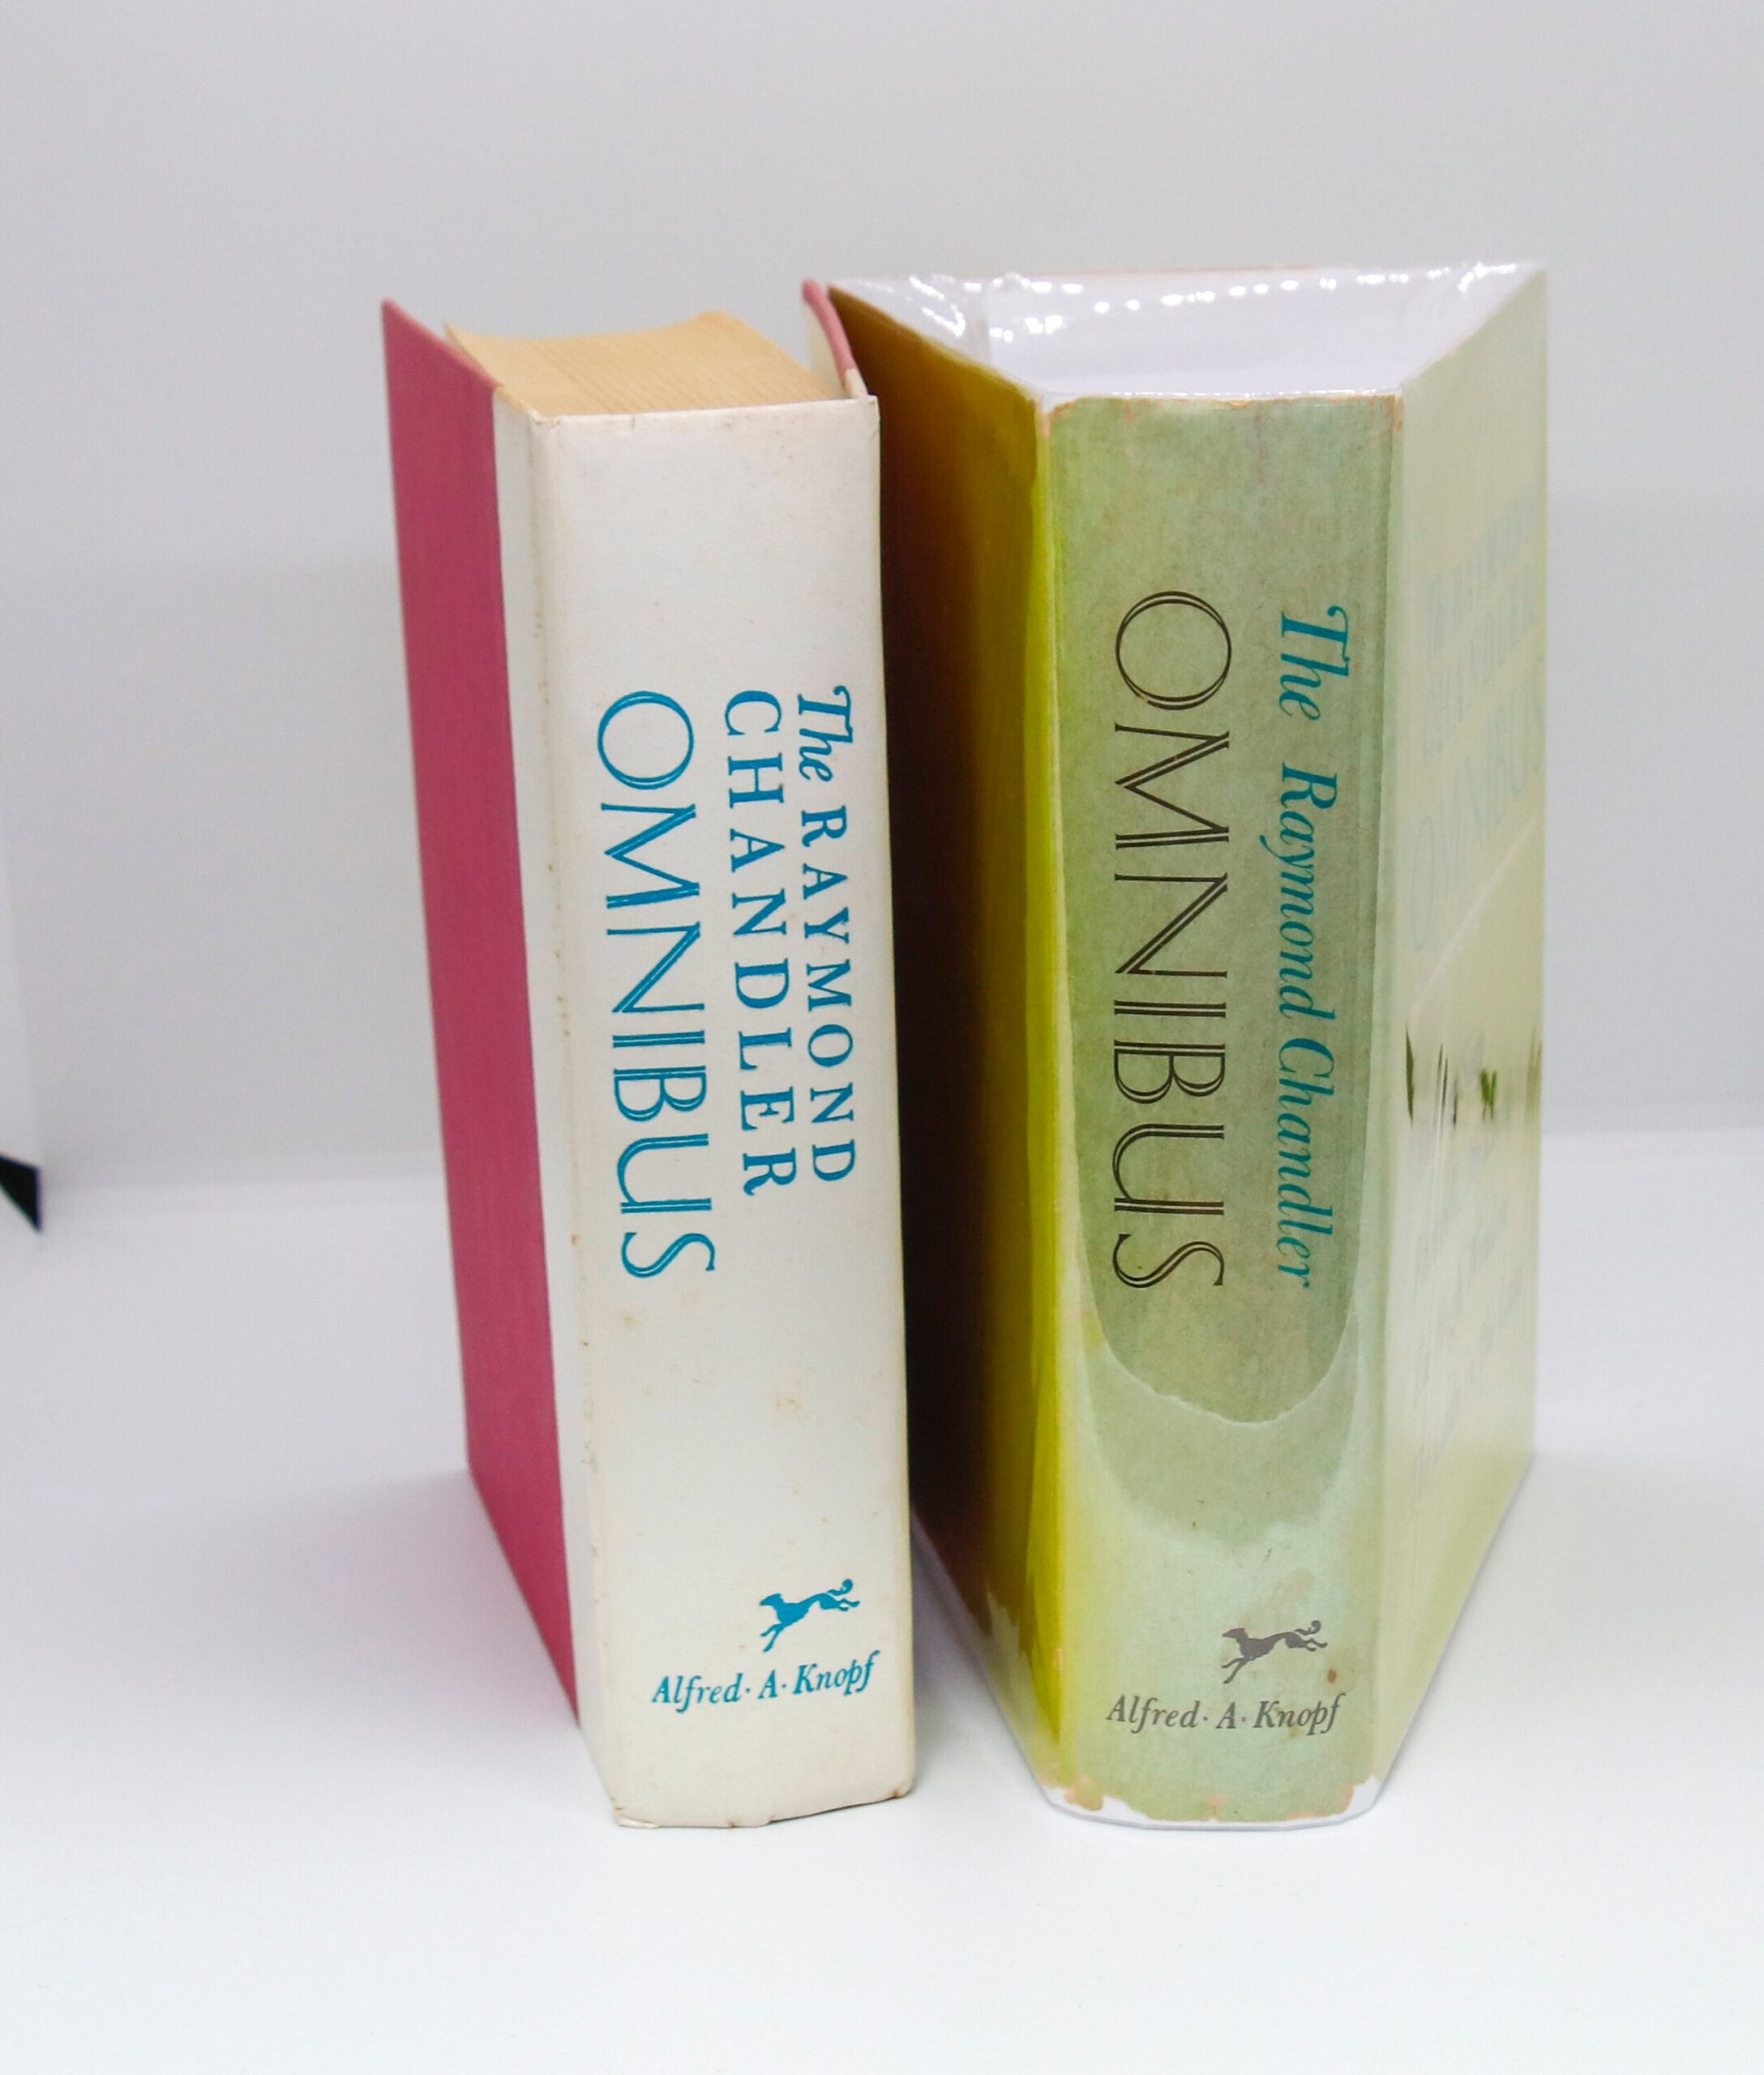 The RAYMOND
CHANDLER
OMNIBUS
Alfred · A · Knopf
The Raymond Chandler
OMNIBUS
Alfred · A · Knopf